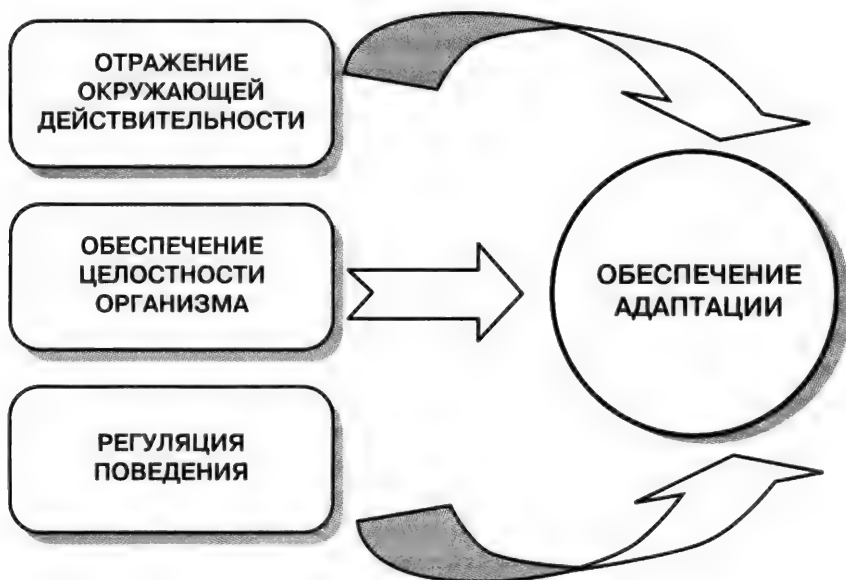 ОТРАЖЕНИЕ
ОКРУЖАЮЩЕЙ
ДЕЙСТВИТЕЛЬНОСТИ
ОБЕСПЕЧЕНИЕ
ЦЕЛОСТНОСТИ
ОРГАНИЗМА
ОБЕСПЕЧЕНИЕ
АДАПТАЦИИ
РЕГУЛЯЦИЯ
ПОВЕДЕНИЯ